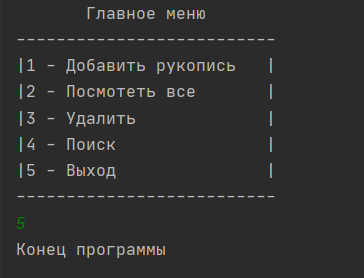 Главное меню
--------------------------
|1 - Добавить рукопись   |
|2 - Посмотеть все       |
|3 - Удалить             |
|4 - Поиск               |
|5 - Выход               |
--------------------------
5
Конец программы